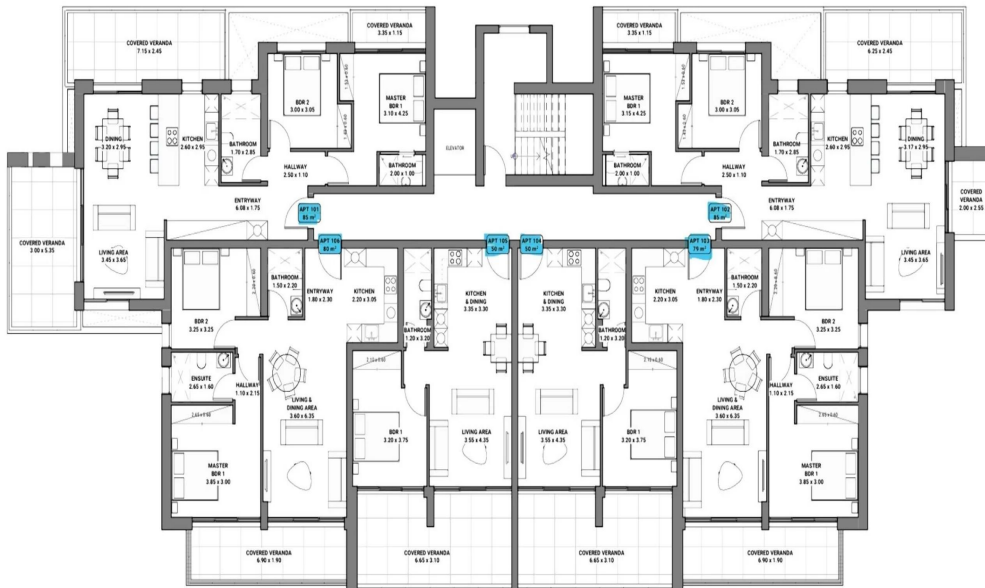 COVERED VERANDA
7.15 x 2.45
COVERED VERANDA
3.35 x 1.15
COVERED VERANDA
3.35 x 1.15
COVERED VERANDA
6.25 x 2.45
BDR 2
3.00 x 3.05
MASTER
BDR 1
3.10 x 4.25
MASTER
BDR 1
3.15 x 4.25
BDR 2
3.00 x 3.05
DINING
3.20 x 2.95
KITCHEN
2.60 x 2.95
BATHROOM
1.70 x 2.85
HALLWAY
2.50 x 1.10
BATHROOM
2.00 x 1.00
ELEVATOR
BATHROOM
2.00 x 1.00
HALLWAY
2.50 x 1.10
BATHROOM
1.70 x 2.85
KITCHEN
2.60 x 2.95
DINING
3.17 x 2.95
COVERED VERANDA
3.00 x 5.35
ENTRYWAY
6.08 x 1.75
APT 101
85 m²
APT 102
85 m²
ENTRYWAY
6.08 x 1.75
COVERED
VERANDA
2.00 x 2.55
LIVING AREA
3.45 x 3.65
LIVING AREA
3.45 x 3.65
APT 106
80 m²
APT 105
50 m²
APT 104
50 m²
APT 103
79 m²
BDR 2
3.25 x 3.25
BATHROOM
1.50 x 2.20
ENTRYWAY
1.80 x 2.30
KITCHEN
2.20 x 3.05
BATHROOM
1.20 x 3.20
KITCHEN
& DINING
3.35 x 3.30
KITCHEN
& DINING
3.35 x 3.30
BATHROOM
1.20 x 3.20
KITCHEN
2.20 x 3.05
ENTRYWAY
1.80 x 2.30
BATHROOM
1.50 x 2.20
BDR 2
3.25 x 3.25
ENSUITE
2.65 x 1.60
HALLWAY
1.10 x 2.15
LIVING &
DINING AREA
3.60 x 6.35
BDR 1
3.20 x 3.75
LIVING AREA
3.55 x 4.35
LIVING AREA
3.55 x 4.35
BDR 1
3.20 x 3.75
LIVING &
DINING AREA
3.60 x 6.35
HALLWAY
1.10 x 2.15
ENSUITE
2.65 x 1.60
MASTER
BDR 1
3.85 x 3.00
MASTER
BDR 1
3.85 x 3.00
COVERED VERANDA
6.90 x 1.90
COVERED VERANDA
6.65 x 3.10
COVERED VERANDA
6.65 x 3.10
COVERED VERANDA
6.90 x 1.90